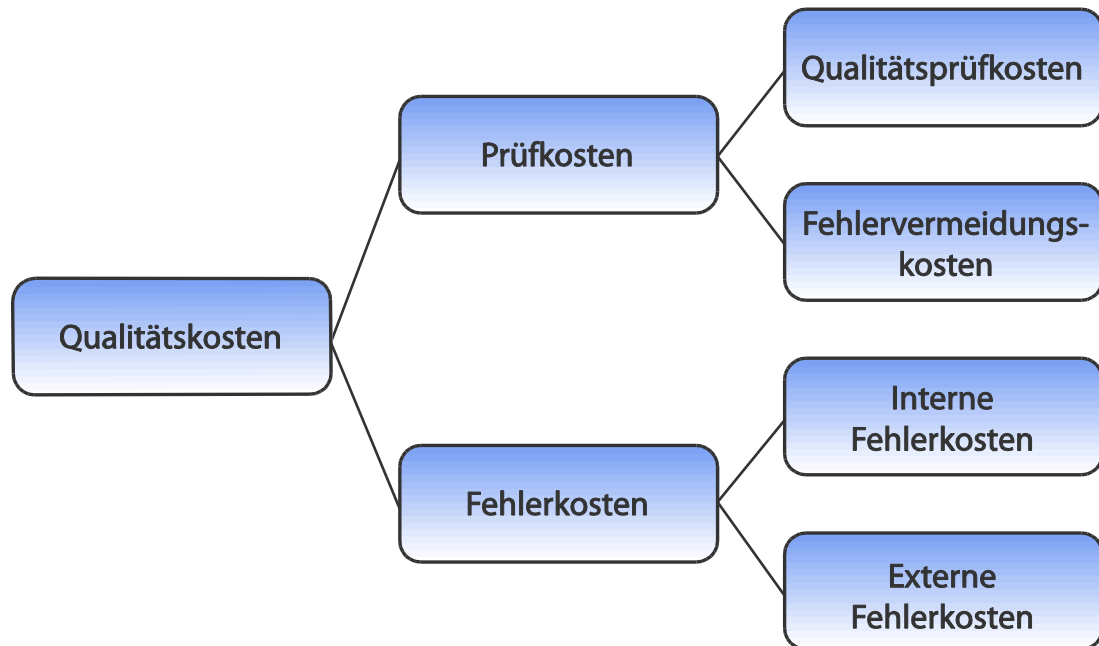 Qualitätskosten
Prüfkosten
Qualitätsprüfkosten
Fehlervermeidungs-
kosten
Fehlerkosten
Interne
Fehlerkosten
Externe
Fehlerkosten